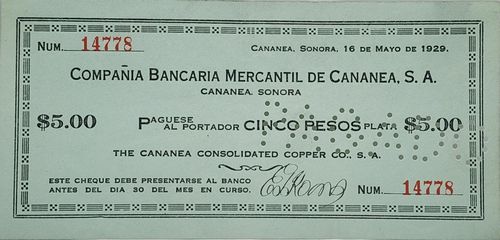 NUM. 14778
CANANEA, SONORA, 16 DE MAYO DE 1929.
COMPAÑIA BANCARIA MERCANTIL DE CANANEA, S. A.
CANANEA, SONORA
$5.00 PAGUESE AL PORTADOR CINCO PESOS PLATA $5.00
THE CANANEA CONSOLIDATED COPPER CO., S. A.
ESTE CHEQUE DEBE PRESENTARSE AL BANCO
ANTES DEL DIA 30 DEL MES EN CURSO.
NUM. 14778